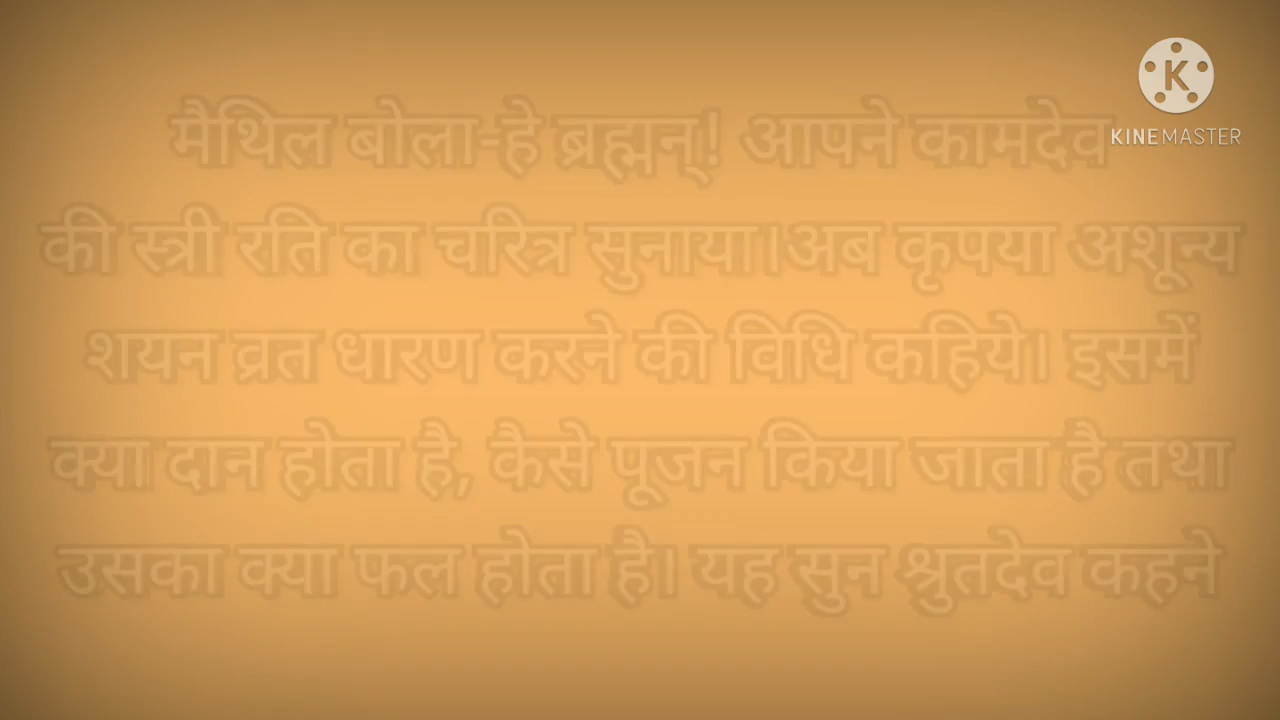 मैथिल बोला-हे ब्रह्मन्! आपने कामदेव
की स्त्री रति का चरित्र सुनाया।अब कृपया अशून्य
शयन व्रत धारण करने की विधि कहिये। इसमें
क्या दान होता है, कैसे पूजन किया जाता है तथा
उसका क्या फल होता है। यह सुन श्रुतदेव कहने
K
KINEMASTER